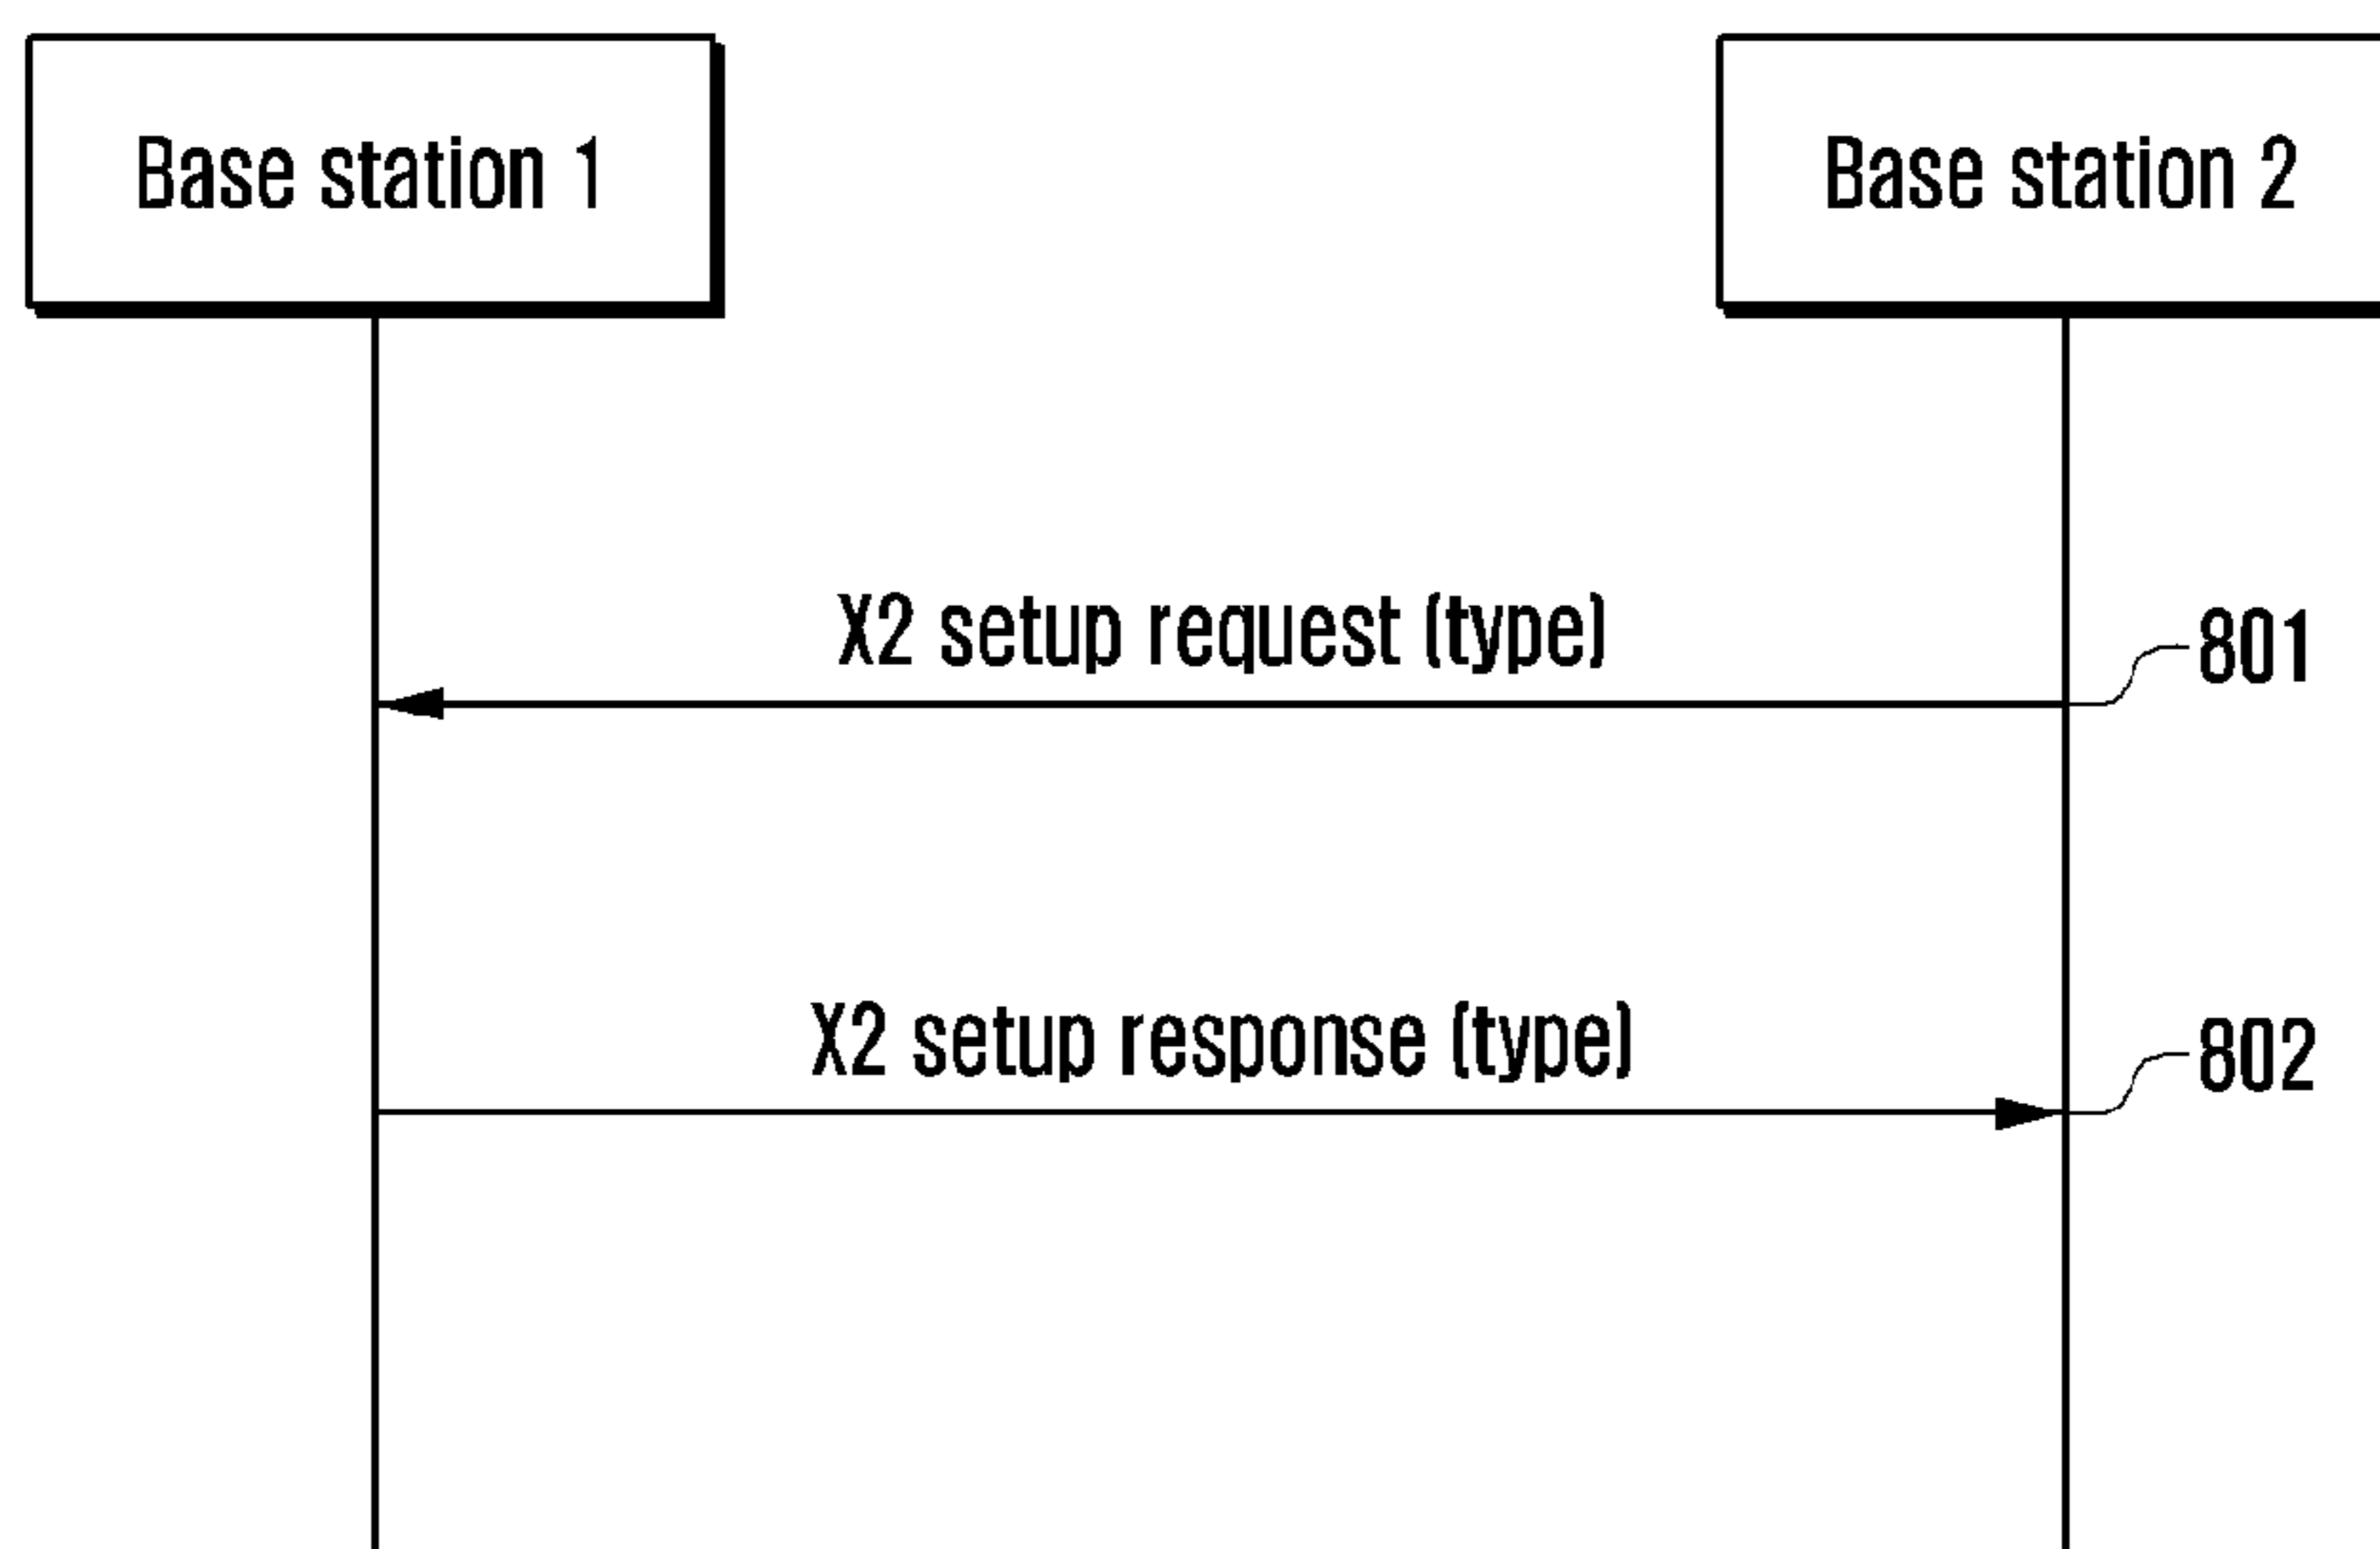 Base station 1
Base station 2
X2 setup request (type)
801
X2 setup response (type)
802